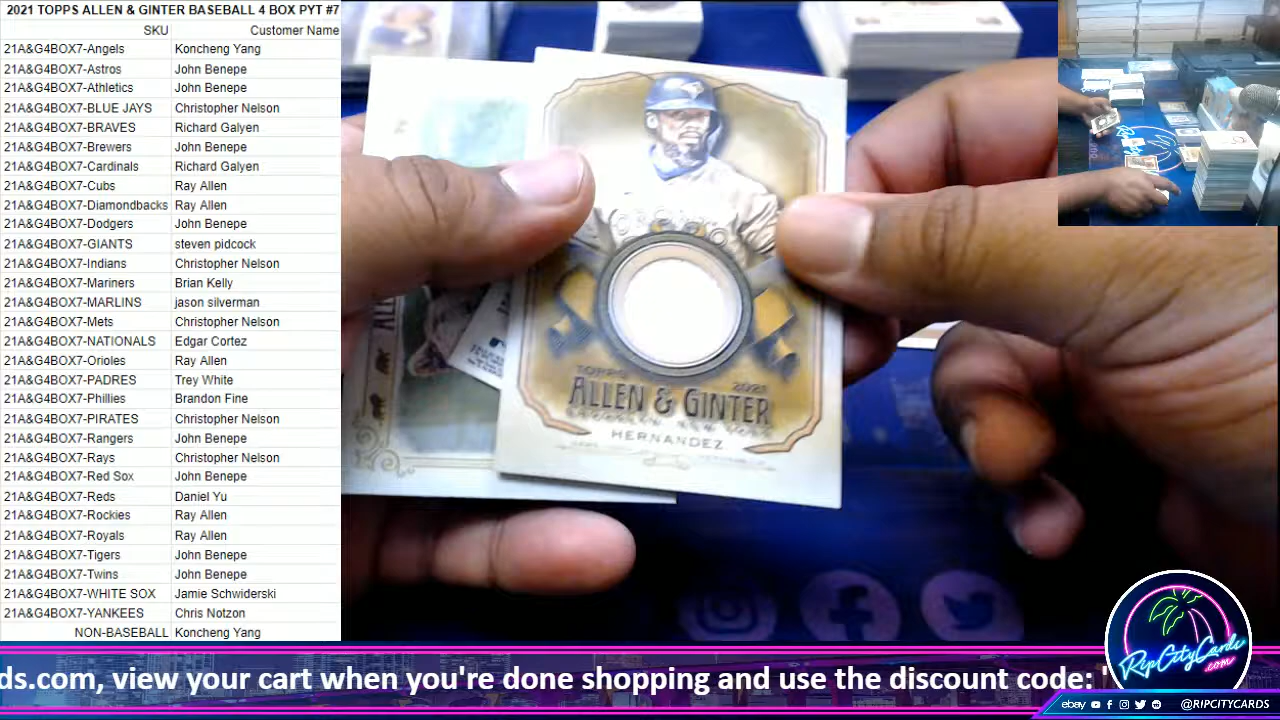 2021 TOPPS ALLEN & GINTER BASEBALL 4 BOX PYT #7
SKU Customer Name
21A&G4BOX7-Angels Koncheng Yang
21A&G4BOX7-Astros John Benepe
21A&G4BOX7-Athletics John Benepe
21A&G4BOX7-BLUE JAYS Christopher Nelson
21A&G4BOX7-BRAVES Richard Galyen
21A&G4BOX7-Brewers John Benepe
21A&G4BOX7-Cardinals Richard Galyen
21A&G4BOX7-Cubs Ray Allen
21A&G4BOX7-Diamondbacks Ray Allen
21A&G4BOX7-Dodgers John Benepe
21A&G4BOX7-GIANTS steven pidcock
21A&G4BOX7-Indians Christopher Nelson
21A&G4BOX7-Mariners Brian Kelly
21A&G4BOX7-MARLINS jason silverman
21A&G4BOX7-Mets Christopher Nelson
21A&G4BOX7-NATIONALS Edgar Cortez
21A&G4BOX7-Orioles Ray Allen
21A&G4BOX7-PADRES Trey White
21A&G4BOX7-Phillies Brandon Fine
21A&G4BOX7-PIRATES Christopher Nelson
21A&G4BOX7-Rangers John Benepe
21A&G4BOX7-Rays Christopher Nelson
21A&G4BOX7-Red Sox John Benepe
21A&G4BOX7-Reds Daniel Yu
21A&G4BOX7-Rockies Ray Allen
21A&G4BOX7-Royals Ray Allen
21A&G4BOX7-Tigers John Benepe
21A&G4BOX7-Twins John Benepe
21A&G4BOX7-WHITE SOX Jamie Schwiderski
21A&G4BOX7-YANKEES Chris Notzon
NON-BASEBALL Koncheng Yang
TOPPS 2021
ALLEN & GINTER
BROOKLYN, NEW YORK
HERNANDEZ
ds.com, view your cart when you're done shopping and use the discount code:
RipCityCards
.com
ebay @RIPCITYCARDS